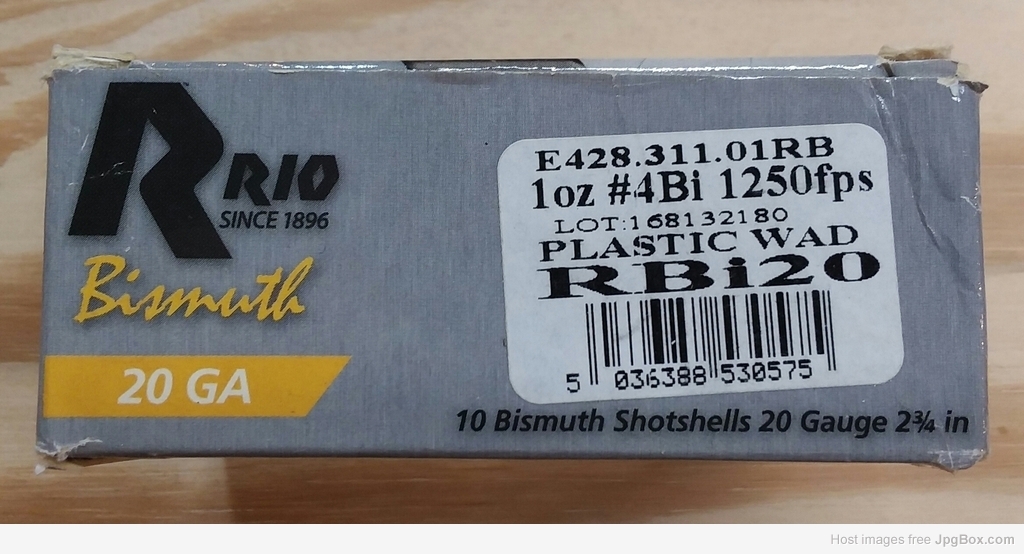 R RIO
SINCE 1896
Bismuth
20 GA
E428.311.01RB
1oz #4Bi 1250fps
LOT:168132180
PLASTIC WAD
RBi20
5 036388 530575
10 Bismuth Shotshells 20 Gauge 2¾ in
Host images free JpgBox.com